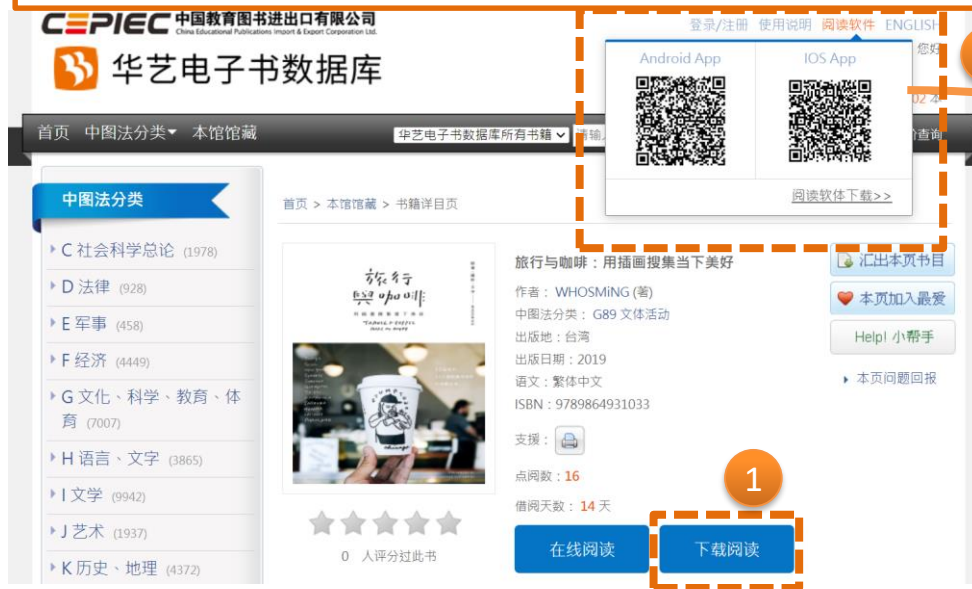 CEPIEC 中国教育图书进出口有限公司
China Educational Publications Import & Export Corporation Ltd.
华艺电子书数据库
登录/注册 使用说明 阅读软件 ENGLISH
您好
Android App IOS App
02 本
阅读软体下载>>
首页 中图法分类▾ 本馆馆藏
华艺电子书数据库所有书籍
请输
查询
中图法分类
C 社会科学总论 (1978)
D 法律 (928)
E 军事 (458)
F 经济 (4449)
G 文化、科学、教育、体
育 (7007)
H 语言、文字 (3865)
I 文学 (9942)
J 艺术 (1937)
K 历史、地理 (4372)
首页 > 本馆馆藏 > 书籍详目页
旅行
與咖啡
0 人评分过此书
旅行与咖啡：用插画搜集当下美好
作者： WHOSMiNG (著)
中图法分类： G89 文体活动
出版地：台湾
出版日期：2019
语文：繁体中文
ISBN：9789864931033
支援：
点阅数：16
借阅天数： 14 天
在线阅读
1
下载阅读
汇出本页书目
本页加入最爱
Help! 小帮手
本页问题回报